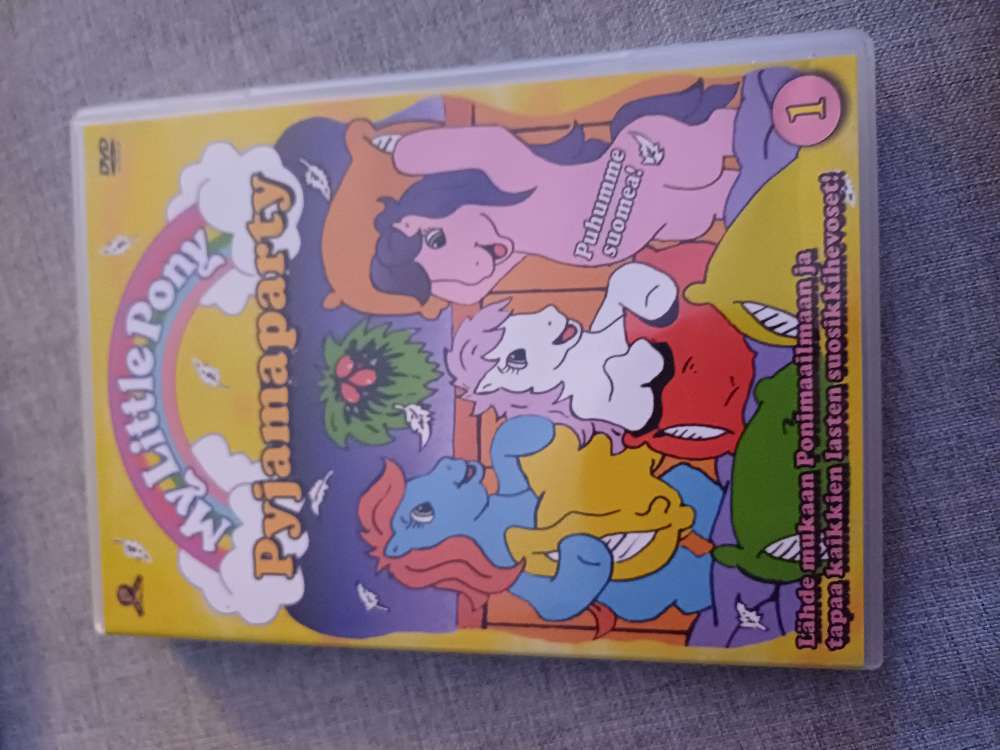 DVD
My Little Pony
Pyjamaparty
Puhumme
suomea!
Lähde mukaan Ponimaailmaan ja
tapaa kaikkien lasten suosikkihevoset!
1